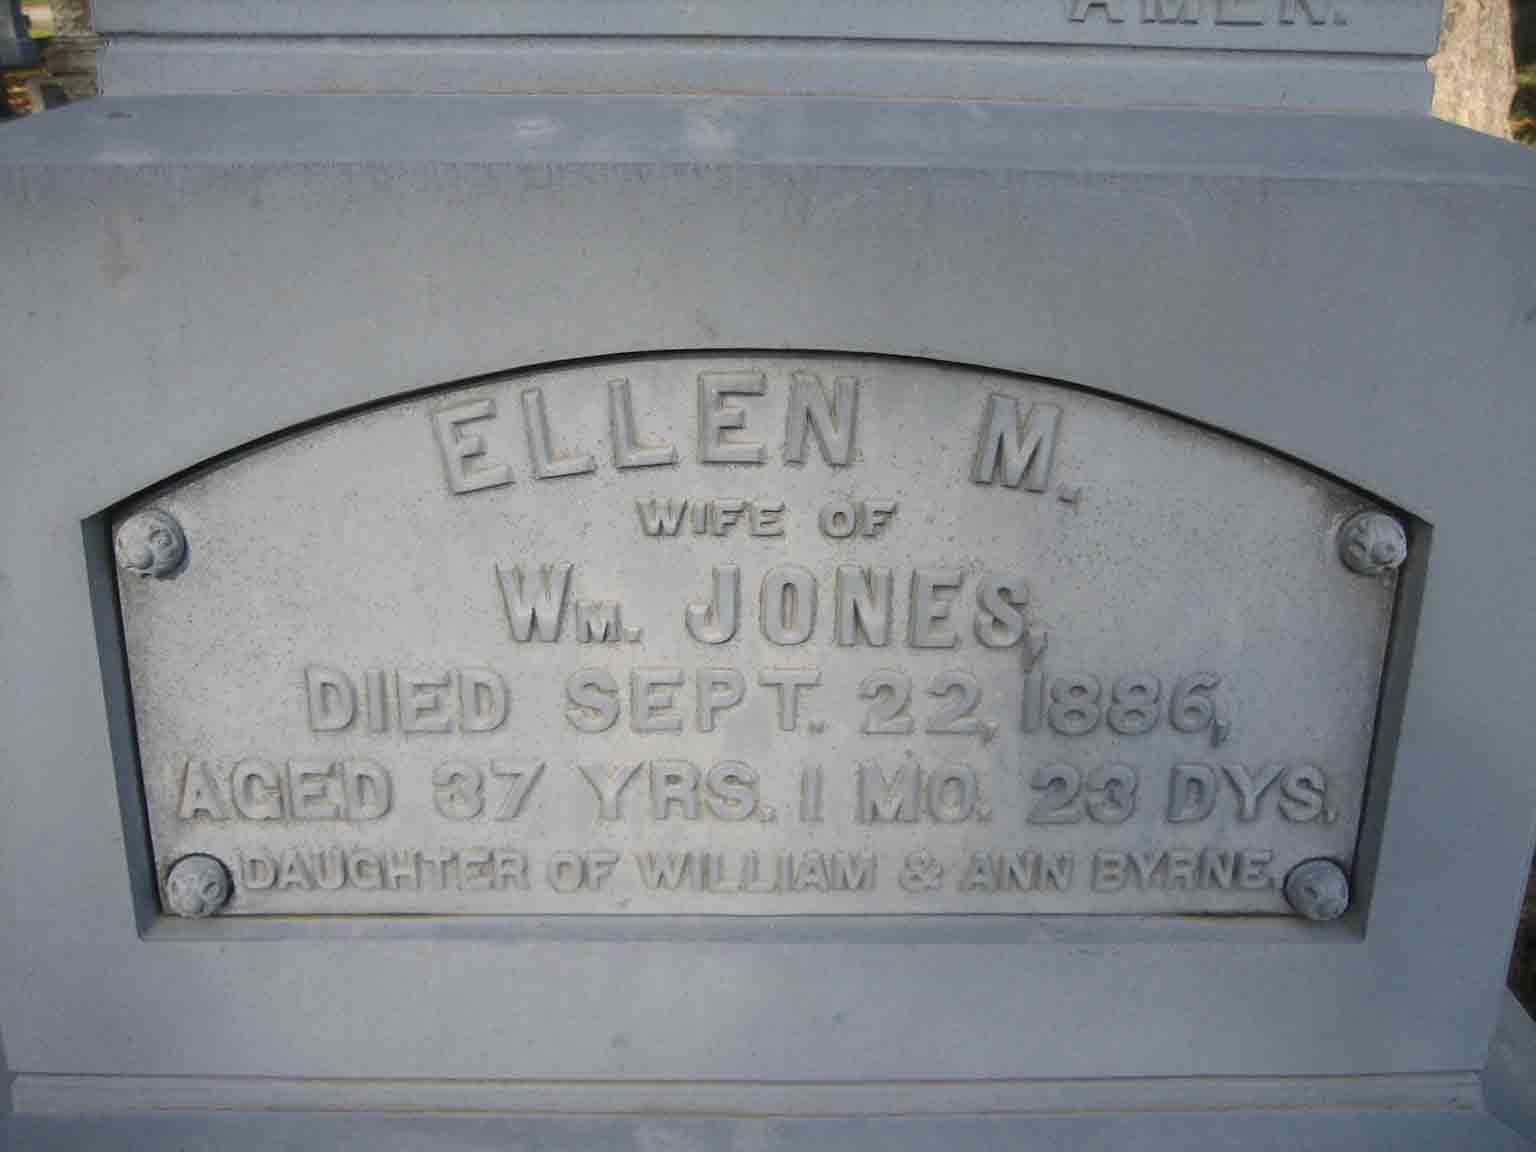 AMEN.
ELLEN M.
WIFE OF
WM. JONES,
DIED SEPT. 22, 1886,
AGED 37 YRS. 1 MO. 23 DYS.
DAUGHTER OF WILLIAM & ANN BYRNE.